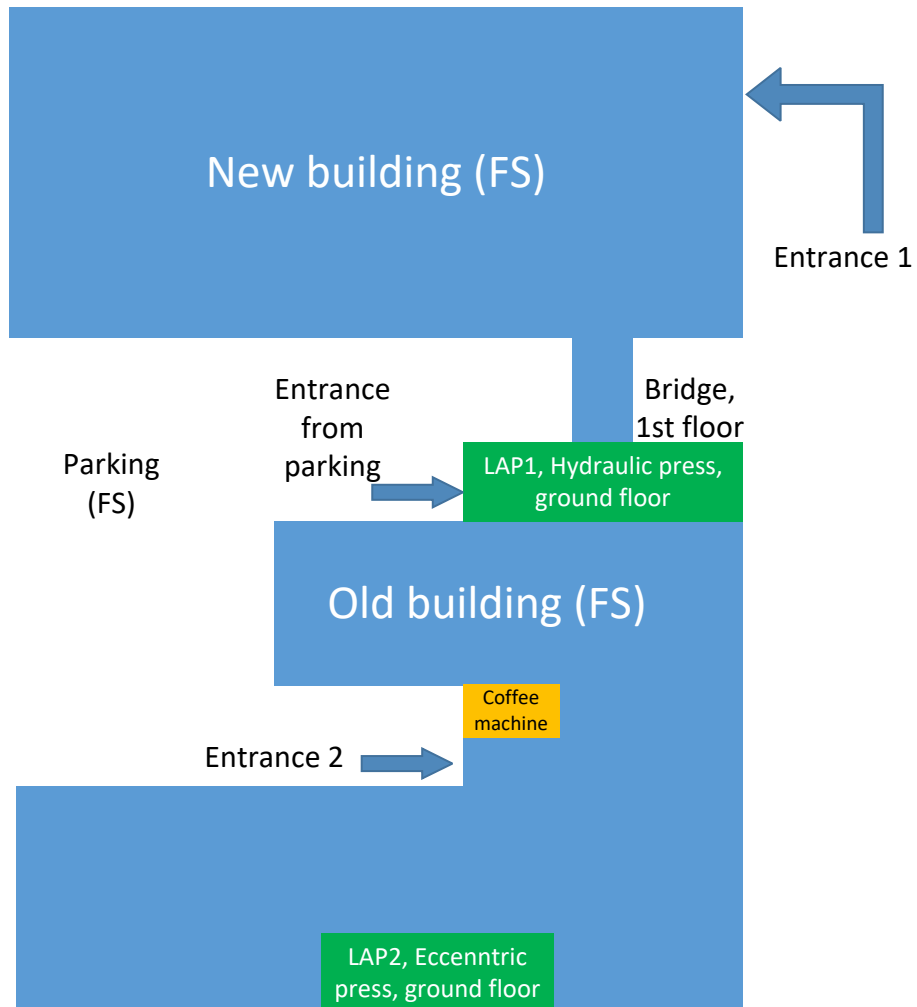 New building (FS)
Entrance 1
Entrance
from
parking
Bridge,
1st floor
Parking
(FS)
LAP1, Hydraulic press,
ground floor
Old building (FS)
Coffee
machine
Entrance 2
LAP2, Eccenntric
press, ground floor